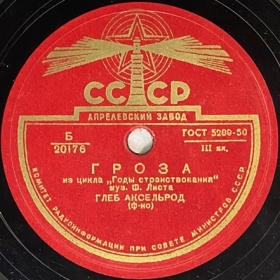 СССР
АПРЕЛЕВСКИЙ ЗАВОД
Б
20176
ГОСТ 5289-50
III кл.
ГРОЗА
из цикла „Годы странствования"
муз. Ф. Листа
ГЛЕБ АКСЕЛЬРОД
(ф-но)
КОМИТЕТ РАДИОИНФОРМАЦИИ ПРИ СОВЕТЕ МИНИСТРОВ СССР